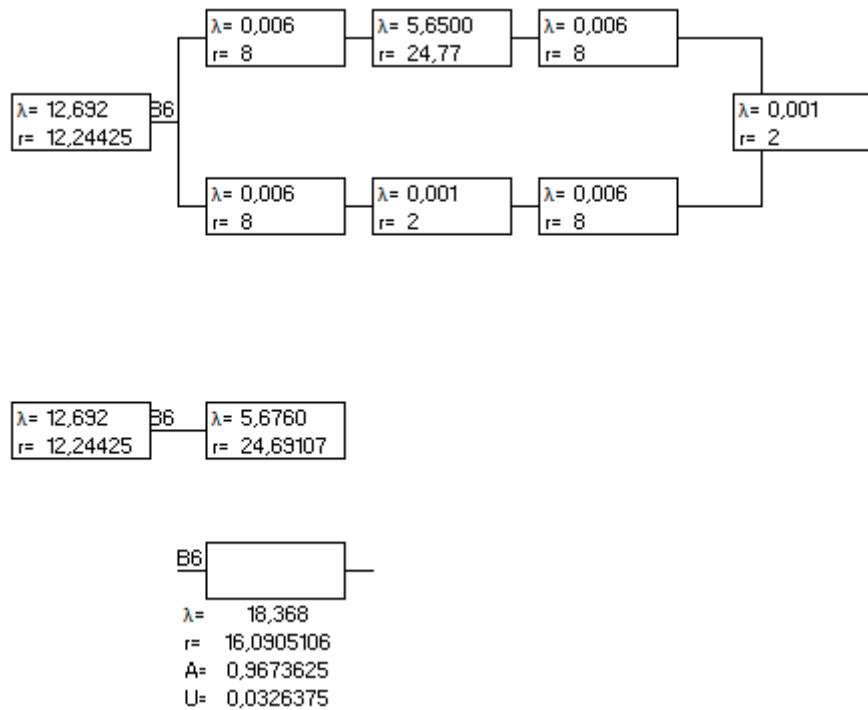 λ= 0,006
r= 8
λ= 5,6500
r= 24,77
λ= 0,006
r= 8
λ= 12,692
r= 12,24425
B6
λ= 0,001
r= 2
λ= 0,006
r= 8
λ= 0,001
r= 2
λ= 0,006
r= 8
λ= 12,692
r= 12,24425
B6
λ= 5,6760
r= 24,69107
B6
λ= 18,368
r= 16,0905106
A= 0,9673625
U= 0,0326375